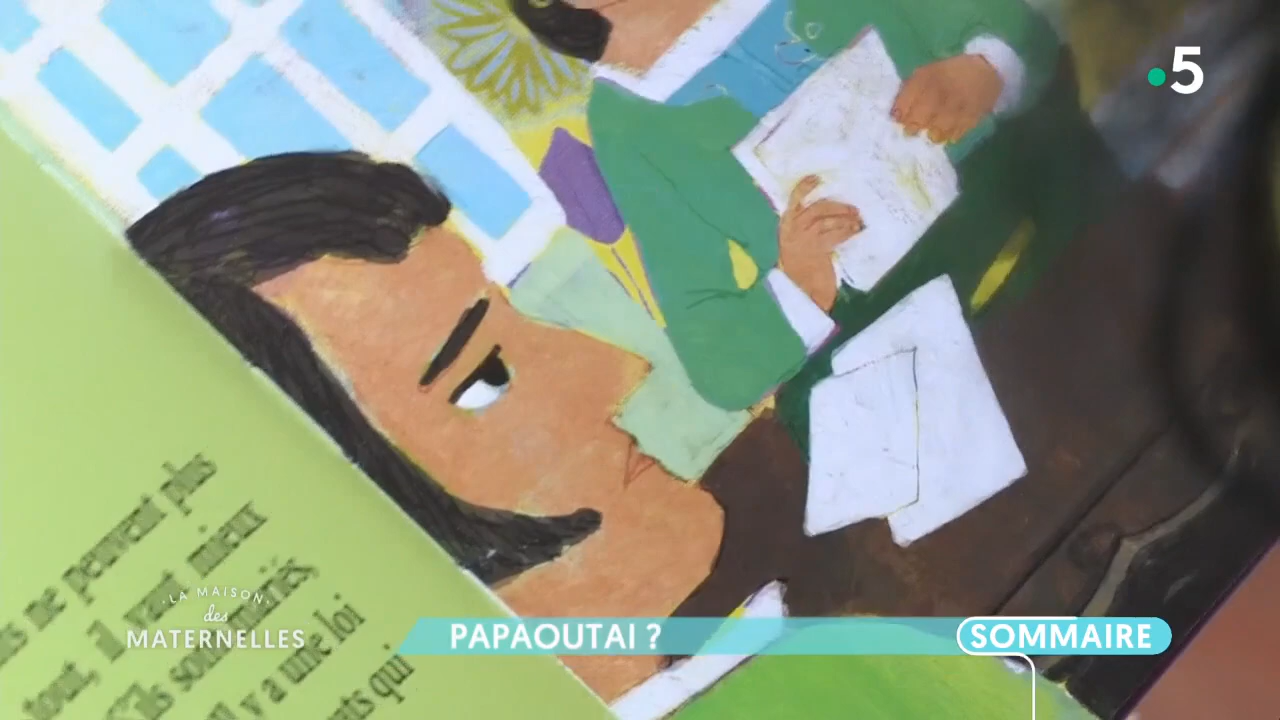 5
ne peuvent plus
tout, il vaut mieux
S'ils sont mariés,
Il y a une loi
qui
LA MAISON
des
MATERNELLES
PAPAOUTAI ?
SOMMAIRE